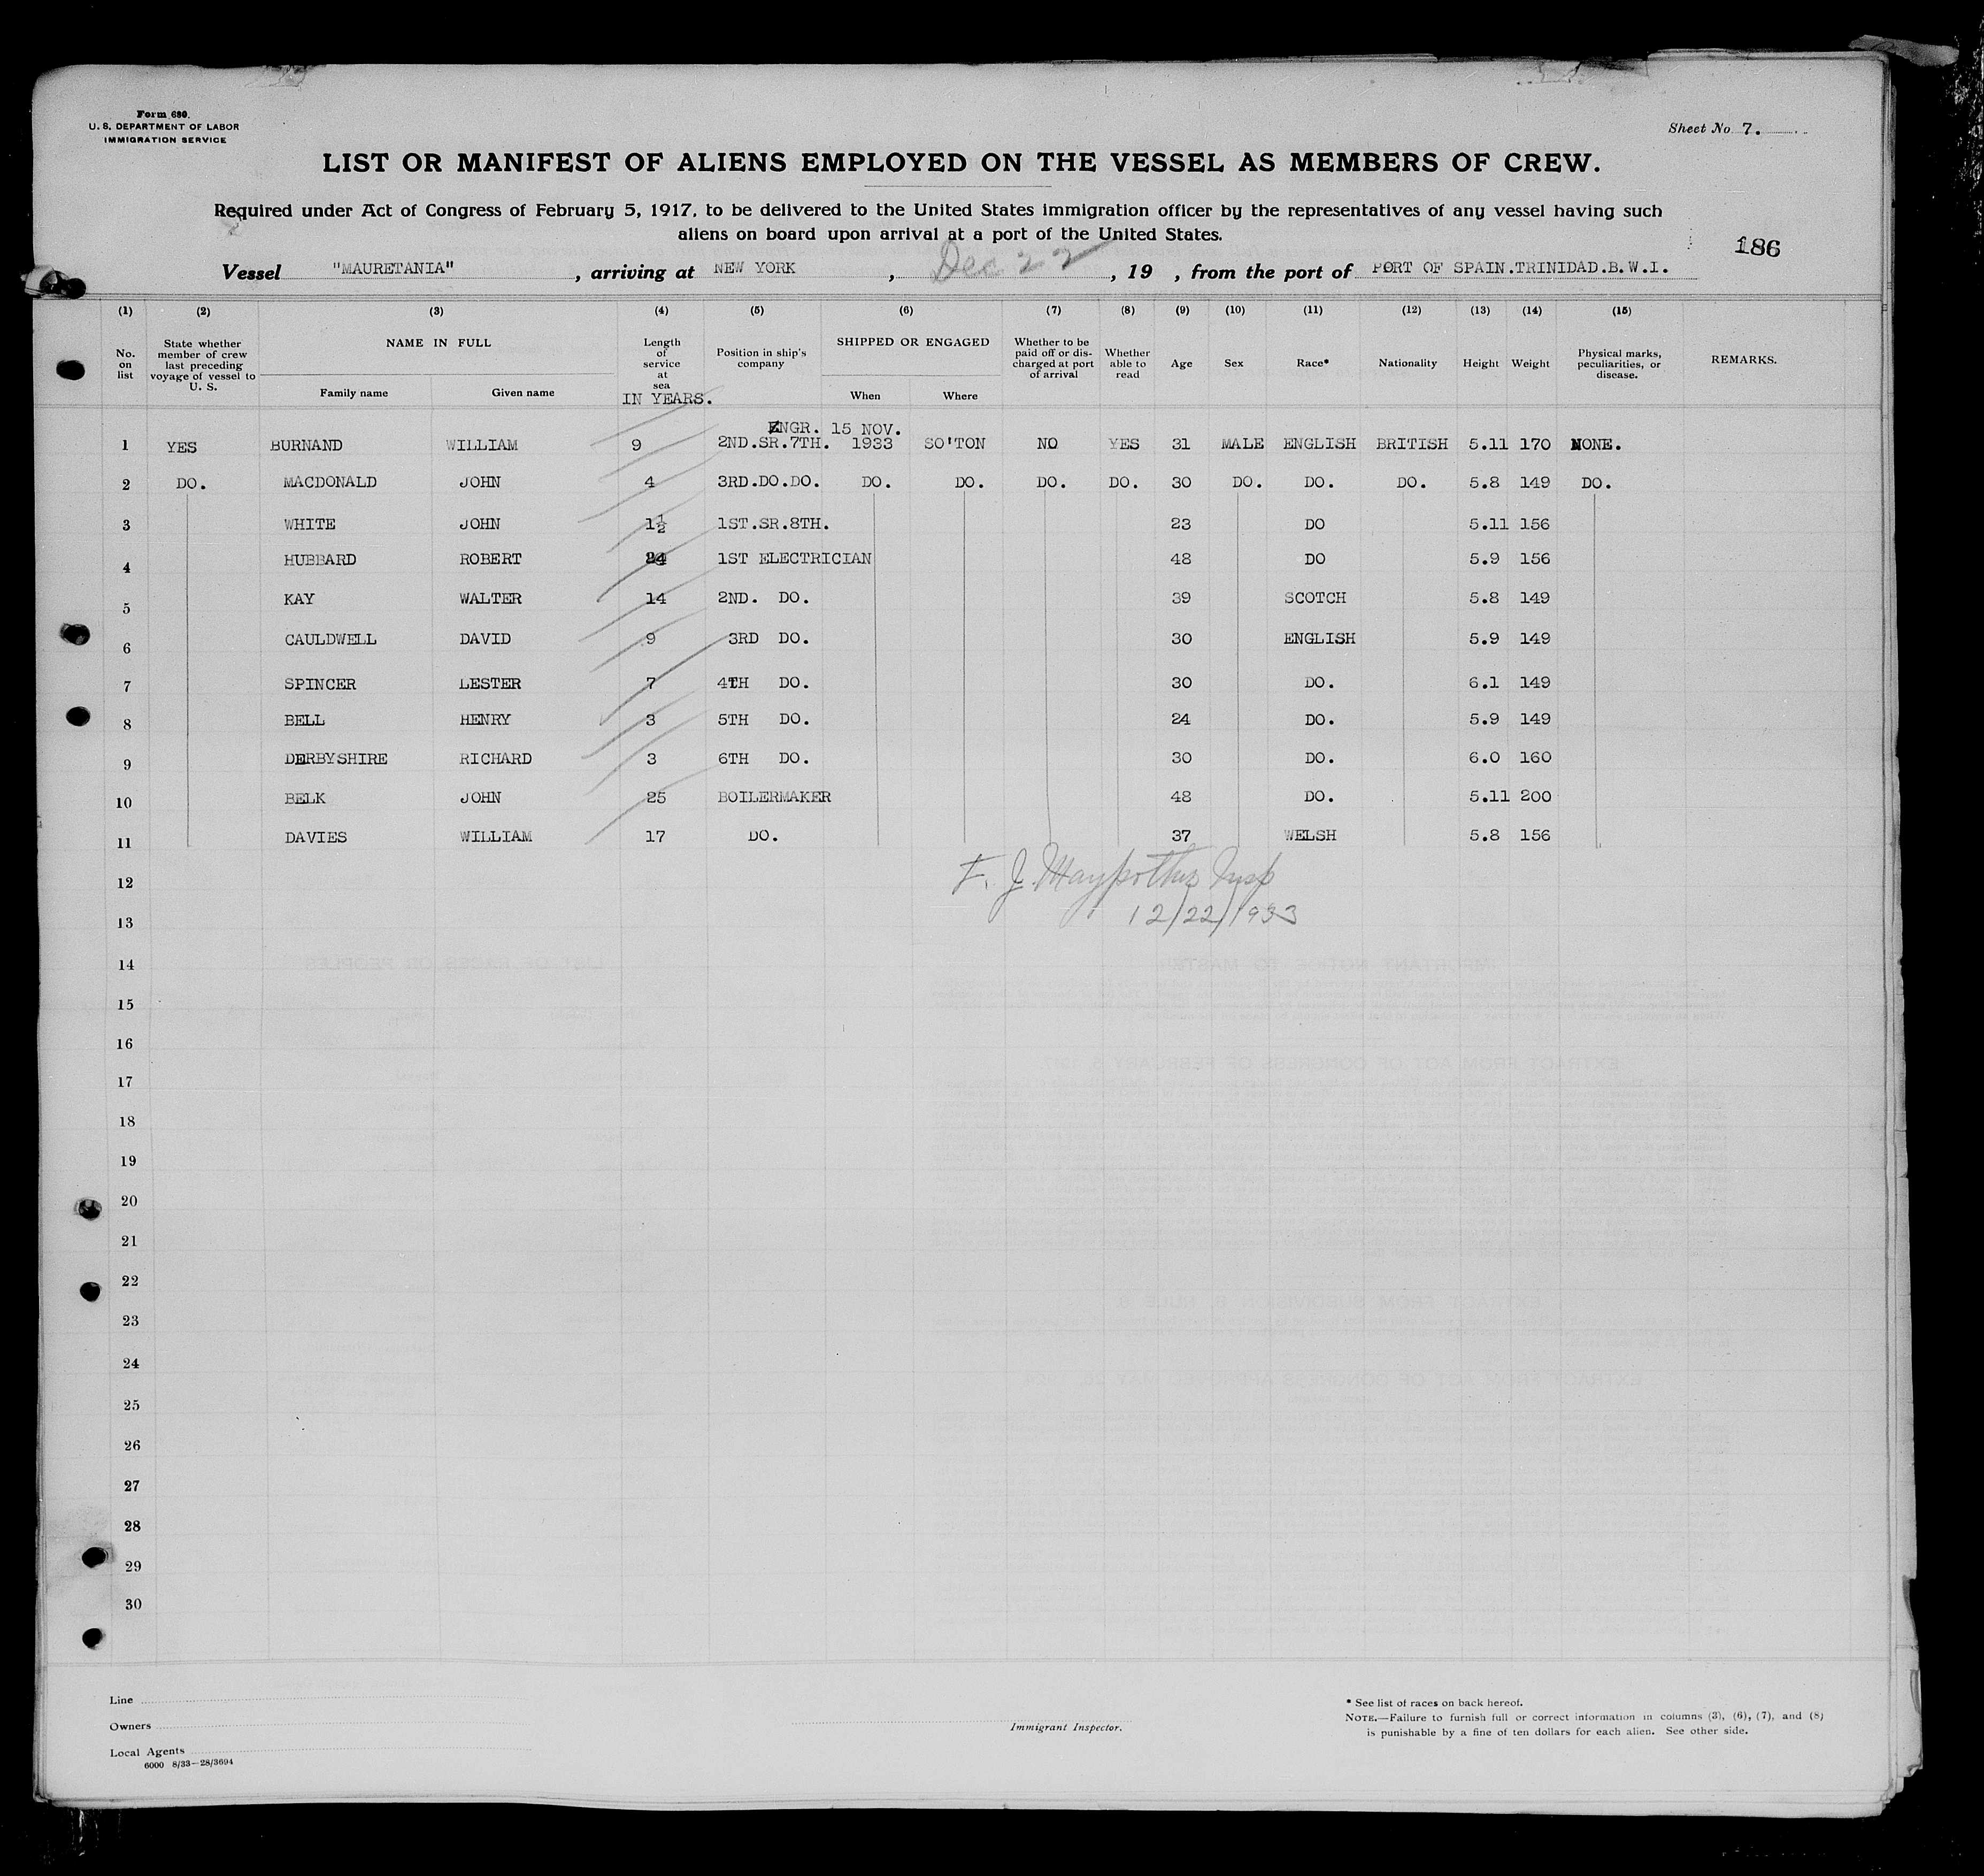 Form 680.
U. S. DEPARTMENT OF LABOR
IMMIGRATION SERVICE
Sheet No. 7.
LIST OR MANIFEST OF ALIENS EMPLOYED ON THE VESSEL AS MEMBERS OF CREW.
Required under Act of Congress of February 5, 1917, to be delivered to the United States immigration officer by the representatives of any vessel having such
aliens on board upon arrival at a port of the United States.
186
Vessel "MAURETANIA", arriving at NEW YORK, Dec 22, 19 , from the port of PORT OF SPAIN.TRINIDAD.B.W.I.
(1) (2) (3) (4) (5) (6) (7) (8) (9) (10) (11) (12) (13) (14) (15)
No. on list
State whether member of crew last preceding voyage of vessel to U. S.
NAME IN FULL
Family name
Given name
Length of service at sea
IN YEARS.
Position in ship's company
SHIPPED OR ENGAGED
When
Where
Whether to be paid off or discharged at port of arrival
Whether able to read
Age
Sex
Race*
Nationality
Height
Weight
Physical marks, peculiarities, or disease.
REMARKS.
ENGR. 15 NOV.
1 YES BURNAND WILLIAM 9 2ND.SR.7TH. 1933 SO'TON NO YES 31 MALE ENGLISH BRITISH 5.11 170 NONE.
2 DO. MACDONALD JOHN 4 3RD.DO.DO. DO. DO. DO. DO. 30 DO. DO. DO. 5.8 149 DO.
3 WHITE JOHN 1½ 1ST.SR.8TH. 23 DO 5.11 156
4 HUBBARD ROBERT 24 1ST ELECTRICIAN 48 DO 5.9 156
5 KAY WALTER 14 2ND. DO. 39 SCOTCH 5.8 149
6 CAULDWELL DAVID 9 3RD DO. 30 ENGLISH 5.9 149
7 SPINCER LESTER 7 4TH DO. 30 DO. 6.1 149
8 BELL HENRY 3 5TH DO. 24 DO. 5.9 149
9 DERBYSHIRE RICHARD 3 6TH DO. 30 DO. 6.0 160
10 BELK JOHN 25 BOILERMAKER 48 DO. 5.11 200
11 DAVIES WILLIAM 17 DO. 37 WELSH 5.8 156
12 F. J. Insp
13 12/22/1933
14
15
16
17
18
19
20
21
22
23
24
25
26
27
28
29
30
Line
Owners
Local Agents
6000 8/33—28/3694
Immigrant Inspector.
* See list of races on back hereof.
NOTE.—Failure to furnish full or correct information in columns (3), (6), (7), and (8)
is punishable by a fine of ten dollars for each alien. See other side.